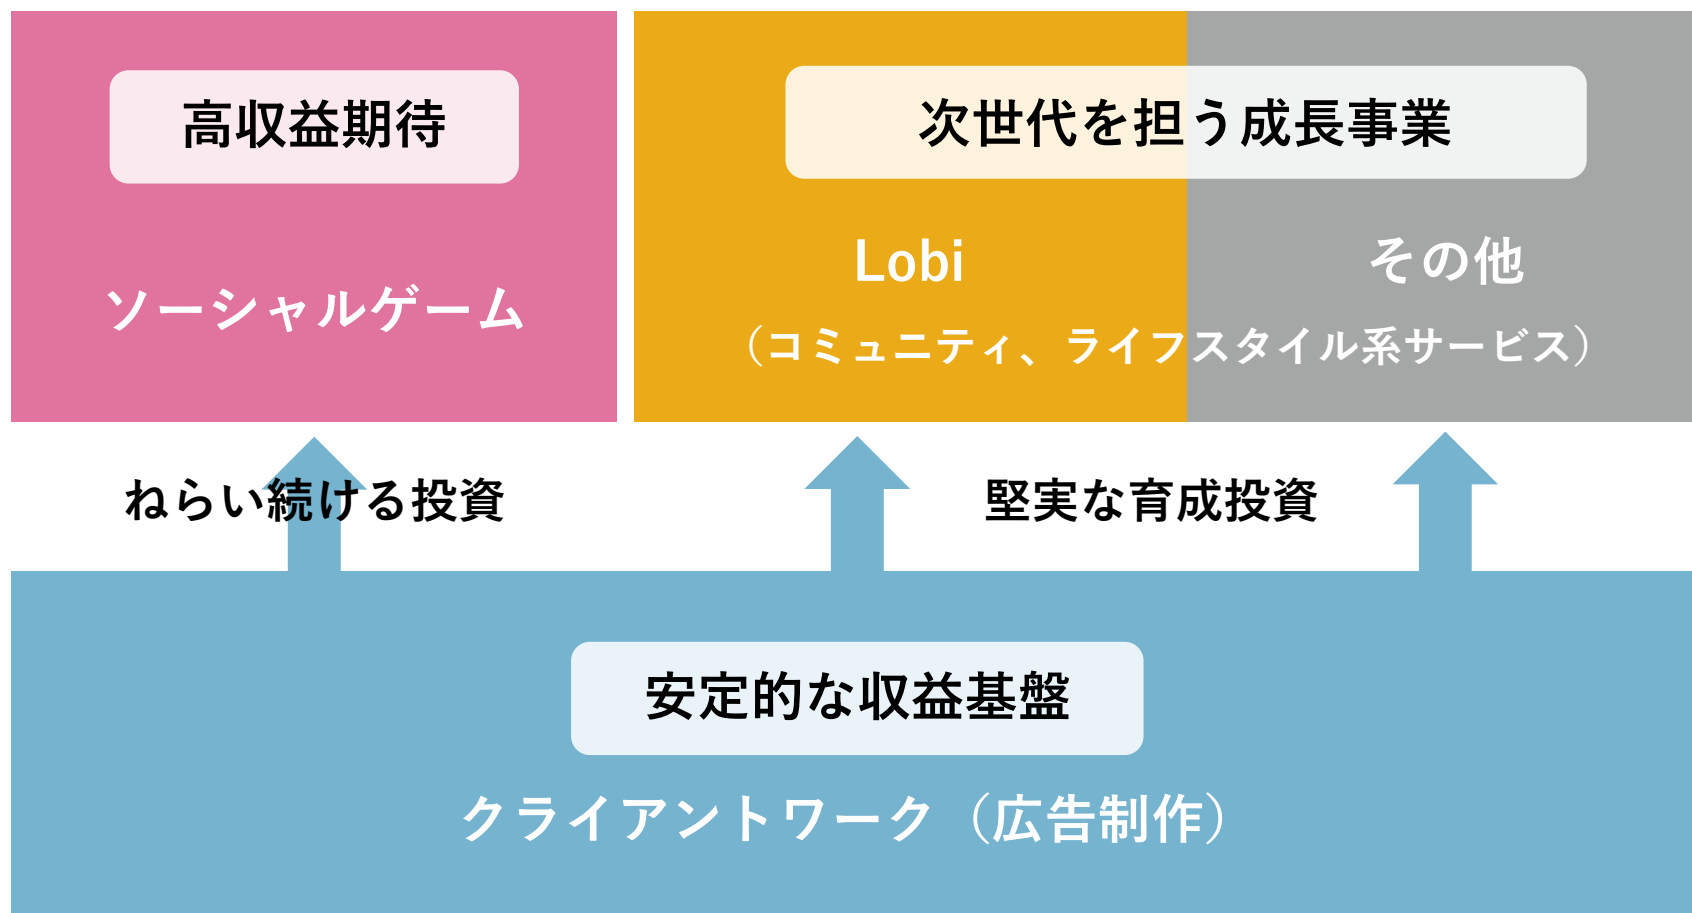 高収益期待
ソーシャルゲーム
次世代を担う成長事業
Lobi
その他
（コミュニティ、ライフスタイル系サービス）
ねらい続ける投資
堅実な育成投資
安定的な収益基盤
クライアントワーク（広告制作）